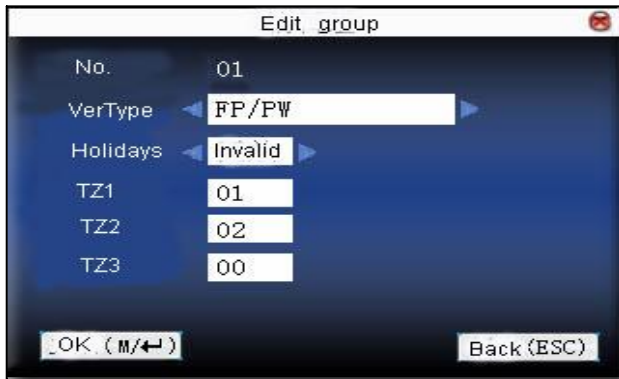 Edit group
No. 01
VerType FP/PW
Holidays Invalid
TZ1 01
TZ2 02
TZ3 00
OK (M/↵) Back (ESC)